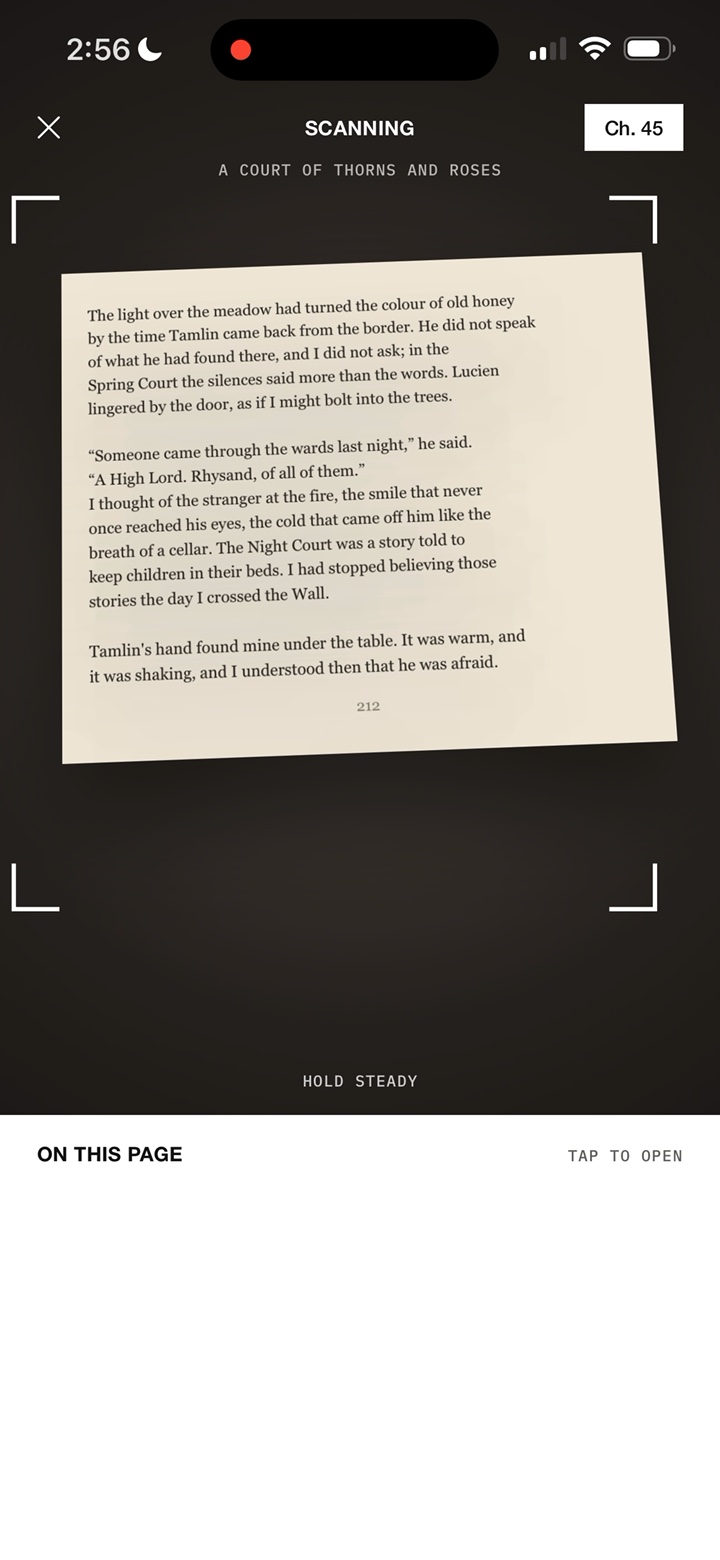 2:56
SCANNING
Ch. 45
A COURT OF THORNS AND ROSES
The light over the meadow had turned the colour of old honey
by the time Tamlin came back from the border. He did not speak
of what he had found there, and I did not ask; in the
Spring Court the silences said more than the words. Lucien
lingered by the door, as if I might bolt into the trees.
“Someone came through the wards last night,” he said.
“A High Lord. Rhysand, of all of them.”
I thought of the stranger at the fire, the smile that never
once reached his eyes, the cold that came off him like the
breath of a cellar. The Night Court was a story told to
keep children in their beds. I had stopped believing those
stories the day I crossed the Wall.
Tamlin's hand found mine under the table. It was warm, and
it was shaking, and I understood then that he was afraid.
212
HOLD STEADY
ON THIS PAGE
TAP TO OPEN